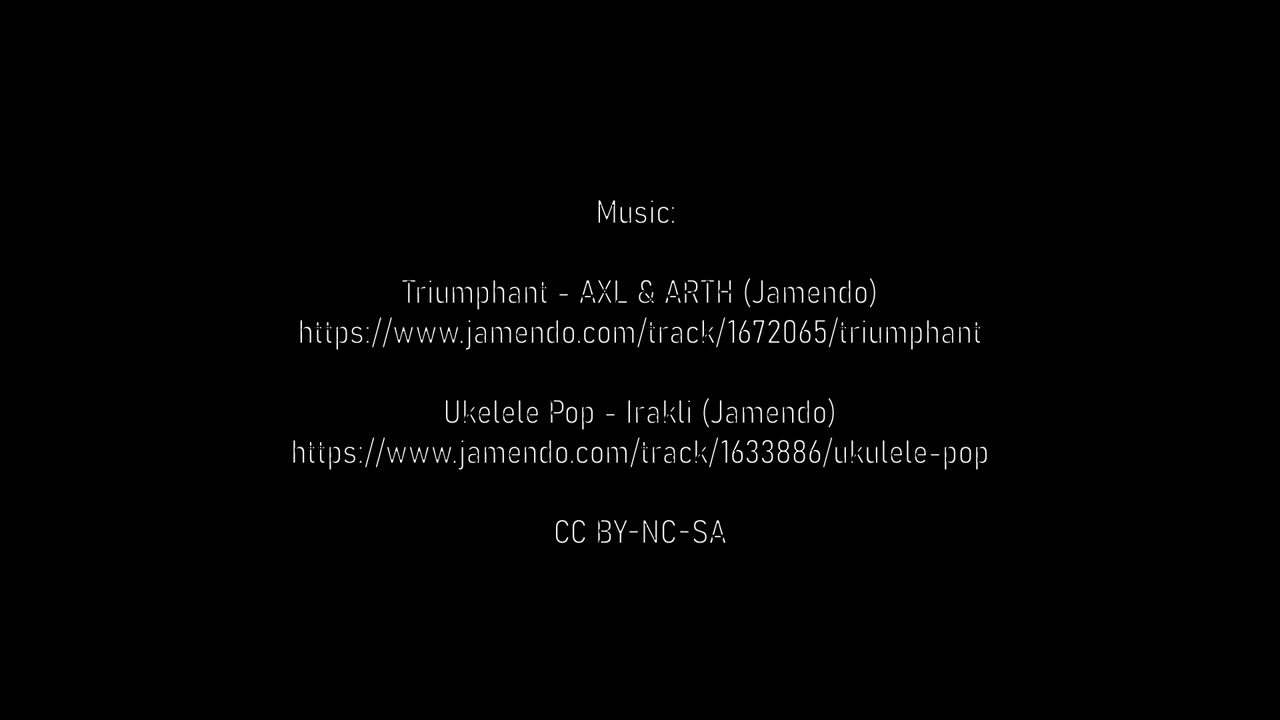 Music:
Triumphant - AXL & ARTH (Jamendo)
https://www.jamendo.com/track/1672065/triumphant
Ukelele Pop - Irakli (Jamendo)
https://www.jamendo.com/track/1633886/ukulele-pop
CC BY-NC-SA